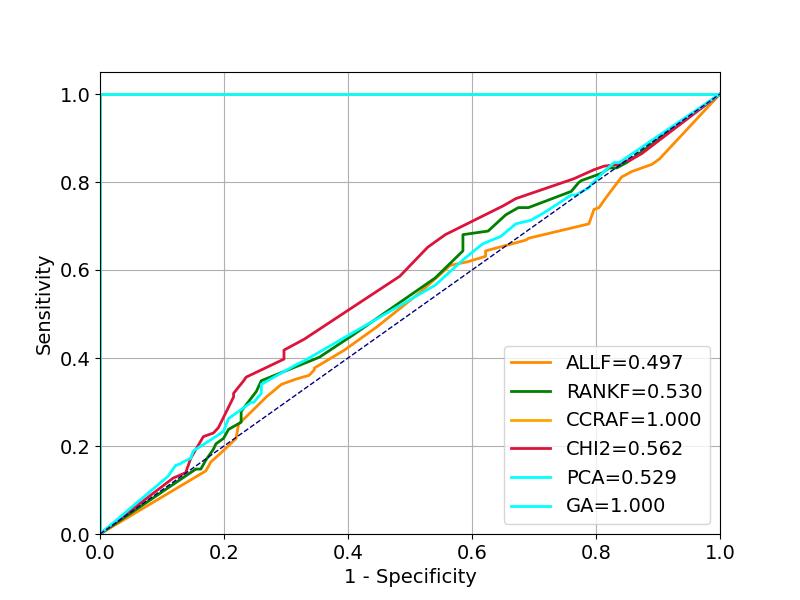 1.0
0.8
0.6
0.4
0.2
0.0
Sensitivity
ALLF=0.497
RANKF=0.530
CCRAF=1.000
CHI2=0.562
PCA=0.529
GA=1.000
0.0 0.2 0.4 0.6 0.8 1.0
1 - Specificity